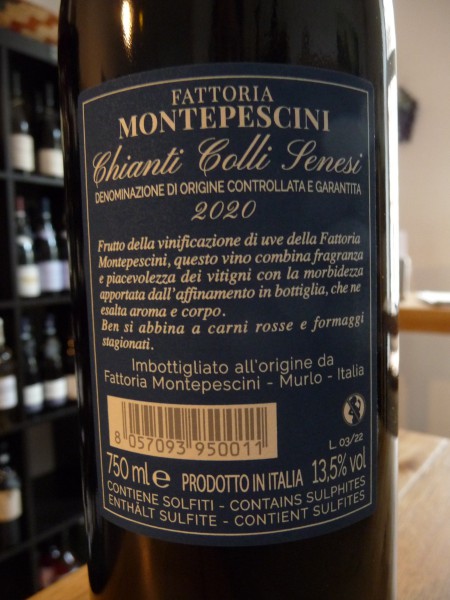 FATTORIA
MONTEPESCINI
Chianti Colli Senesi
DENOMINAZIONE DI ORIGINE CONTROLLATA E GARANTITA
2020
Frutto della vinificazione di uve della Fattoria
Montepescini, questo vino combina fragranza
e piacevolezza dei vitigni con la morbidezza
apportata dall'affinamento in bottiglia, che ne
esalta aroma e corpo.
Ben si abbina a carni rosse e formaggi
stagionati.
Imbottigliato all'origine da
Fattoria Montepescini - Murlo - Italia
8 057093 950011
L. 03/22
750 ml e PRODOTTO IN ITALIA 13,5% vol
CONTIENE SOLFITI - CONTAINS SULPHITES
ENTHÄLT SULFITE - CONTIENT SULFITES